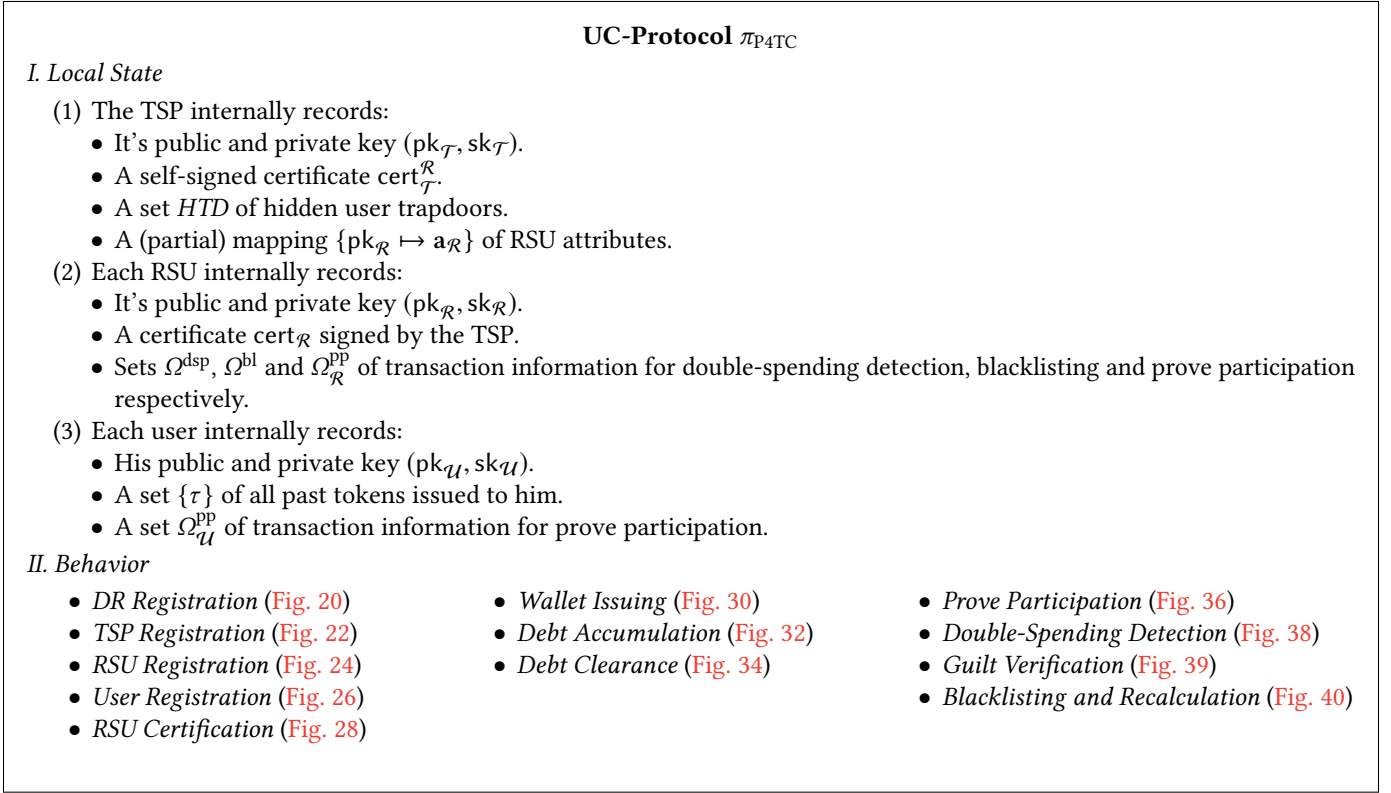 UC-Protocol π_P4TC
I. Local State
(1) The TSP internally records:
• It's public and private key (pk_𝒯, sk_𝒯).
• A self-signed certificate cert_𝒯^ℛ.
• A set HTD of hidden user trapdoors.
• A (partial) mapping {pk_ℛ ↦ a_ℛ} of RSU attributes.
(2) Each RSU internally records:
• It's public and private key (pk_ℛ, sk_ℛ).
• A certificate cert_ℛ signed by the TSP.
• Sets Ω^dsp, Ω^bl and Ω_ℛ^pp of transaction information for double-spending detection, blacklisting and prove participation
respectively.
(3) Each user internally records:
• His public and private key (pk_𝒰, sk_𝒰).
• A set {τ} of all past tokens issued to him.
• A set Ω_𝒰^pp of transaction information for prove participation.
II. Behavior
• DR Registration (Fig. 20)
• TSP Registration (Fig. 22)
• RSU Registration (Fig. 24)
• User Registration (Fig. 26)
• RSU Certification (Fig. 28)
• Wallet Issuing (Fig. 30)
• Debt Accumulation (Fig. 32)
• Debt Clearance (Fig. 34)
• Prove Participation (Fig. 36)
• Double-Spending Detection (Fig. 38)
• Guilt Verification (Fig. 39)
• Blacklisting and Recalculation (Fig. 40)